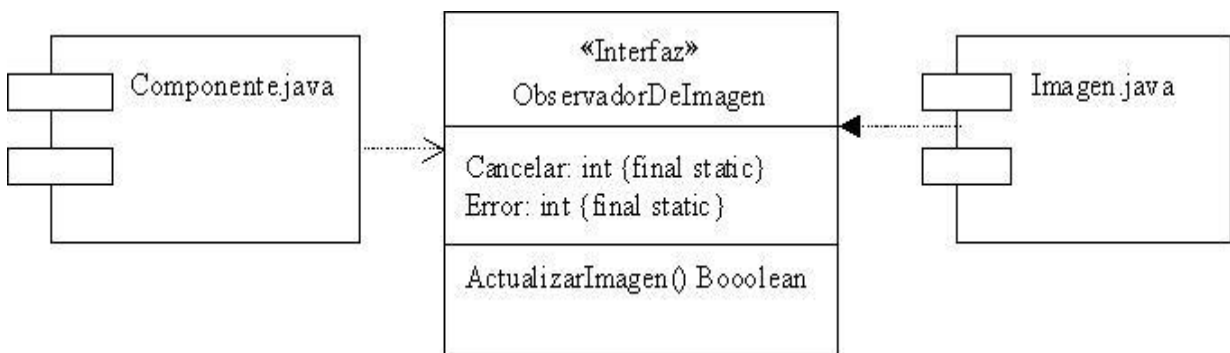 Componente.java
«Interfaz»
ObservadorDeImagen
Cancelar: int {final static}
Error: int {final static}
ActualizarImagen() Booolean
Imagen.java